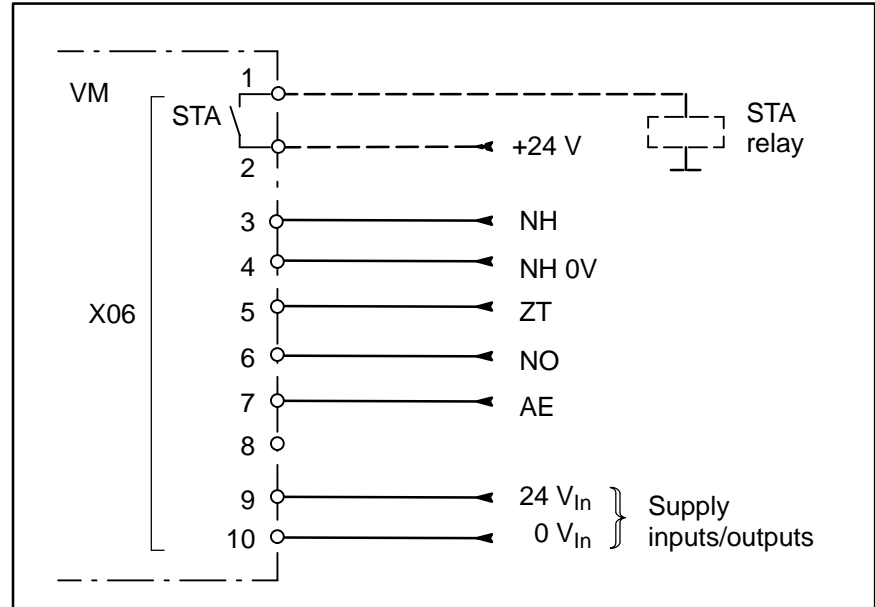 VM
1
STA
STA
relay
2
+24 V
3
NH
4
NH 0V
X06
5
ZT
6
NO
7
AE
8
9
24 VIn
Supply
10
0 VIn
inputs/outputs